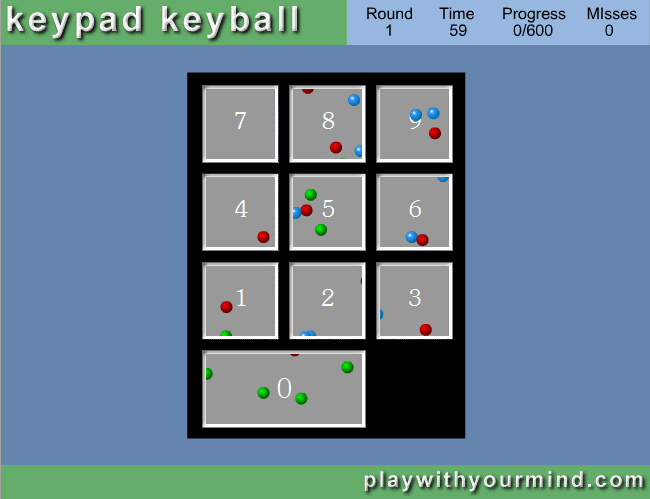 keypad keyball
Round Time Progress MIsses
1 59 0/600 0
7 8 9
4 5 6
1 2 3
0
playwithyourmind.com